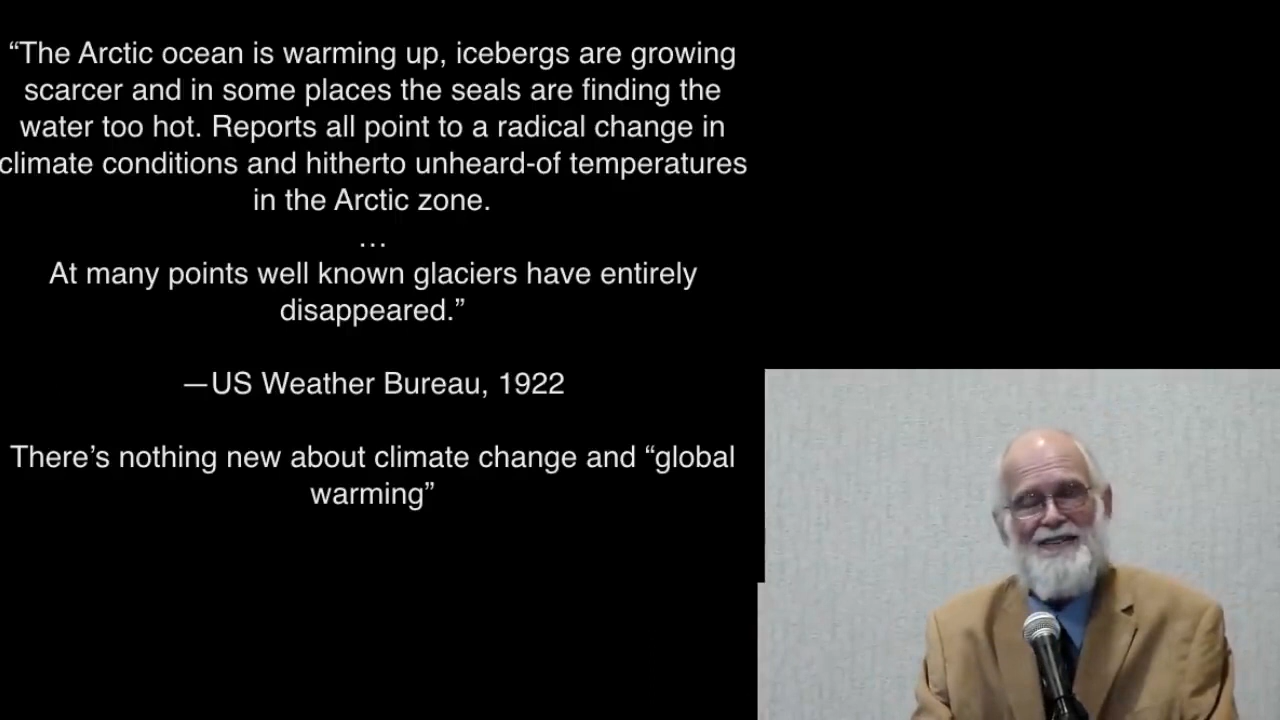 “The Arctic ocean is warming up, icebergs are growing
scarcer and in some places the seals are finding the
water too hot. Reports all point to a radical change in
climate conditions and hitherto unheard-of temperatures
in the Arctic zone.
…
At many points well known glaciers have entirely
disappeared.”
—US Weather Bureau, 1922
There’s nothing new about climate change and “global
warming”